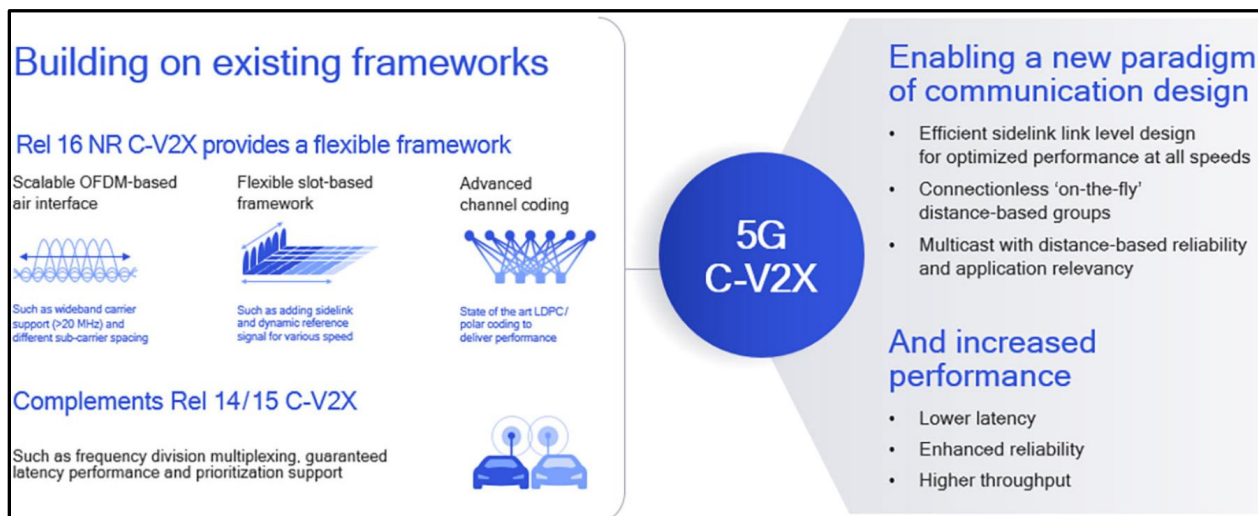 Building on existing frameworks
Rel 16 NR C-V2X provides a flexible framework
Scalable OFDM-based
air interface
Such as wideband carrier
support (>20 MHz) and
different sub-carrier spacing
Flexible slot-based
framework
Such as adding sidelink
and dynamic reference
signal for various speed
Advanced
channel coding
State of the art LDPC/
polar coding to
deliver performance
Complements Rel 14/15 C-V2X
Such as frequency division multiplexing, guaranteed
latency performance and prioritization support
5G
C-V2X
Enabling a new paradigm
of communication design
• Efficient sidelink link level design
for optimized performance at all speeds
• Connectionless ‘on-the-fly’
distance-based groups
• Multicast with distance-based reliability
and application relevancy
And increased
performance
• Lower latency
• Enhanced reliability
• Higher throughput